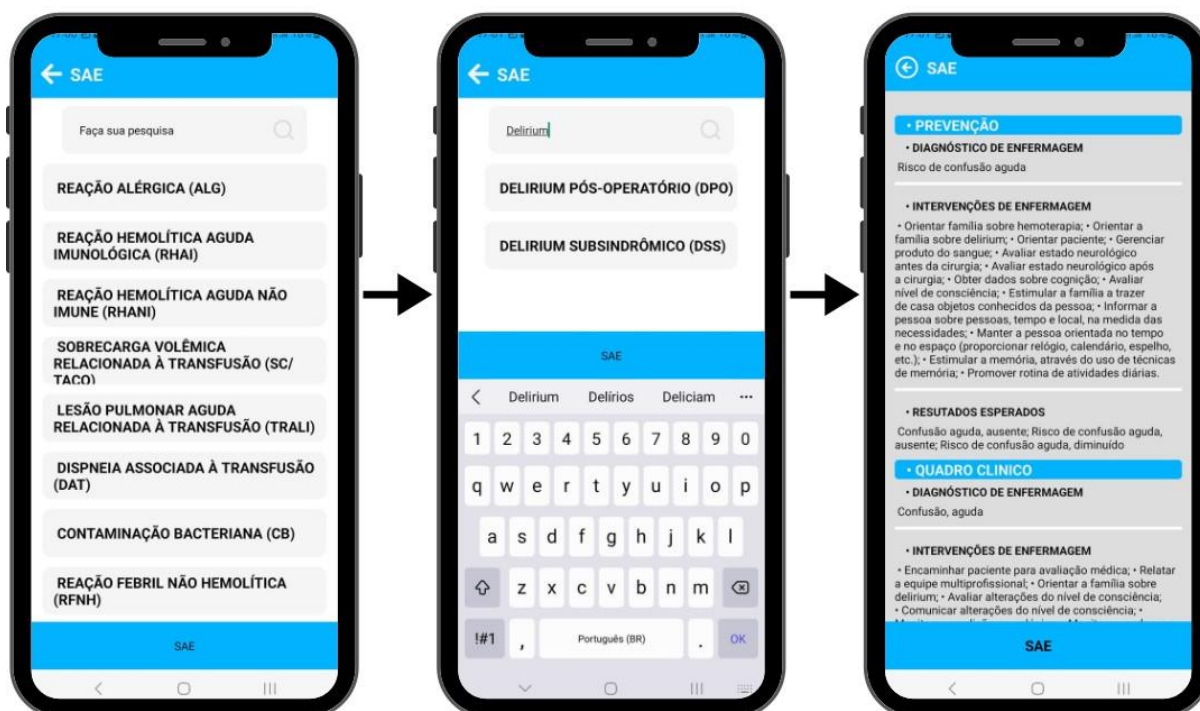 SAE
Faça sua pesquisa
REAÇÃO ALÉRGICA (ALG)
REAÇÃO HEMOLÍTICA AGUDA
IMUNOLÓGICA (RHAI)
REAÇÃO HEMOLÍTICA AGUDA NÃO
IMUNE (RHANI)
SOBRECARGA VOLÊMICA
RELACIONADA À TRANSFUSÃO (SC/
TACO)
LESÃO PULMONAR AGUDA
RELACIONADA À TRANSFUSÃO (TRALI)
DISPNEIA ASSOCIADA À TRANSFUSÃO
(DAT)
CONTAMINAÇÃO BACTERIANA (CB)
REAÇÃO FEBRIL NÃO HEMOLÍTICA
(RFNH)
SAE
SAE
Delirium
DELIRIUM PÓS-OPERATÓRIO (DPO)
DELIRIUM SUBSINDRÔMICO (DSS)
SAE
Delirium Delírios Deliciam ...
1 2 3 4 5 6 7 8 9 0
q w e r t y u i o p
a s d f g h j k l
z x c v b n m
!#1 , Português (BR) . OK
SAE
• PREVENÇÃO
• DIAGNÓSTICO DE ENFERMAGEM
Risco de confusão aguda
• INTERVENÇÕES DE ENFERMAGEM
• Orientar família sobre hemoterapia; • Orientar a
família sobre delirium; • Orientar paciente; • Gerenciar
produto do sangue; • Avaliar estado neurológico
antes da cirurgia; • Avaliar estado neurológico após
a cirurgia; • Obter dados sobre cognição; • Avaliar
nível de consciência; • Estimular a família a trazer
de casa objetos conhecidos da pessoa; • Informar a
pessoa sobre pessoas, tempo e local, na medida das
necessidades; • Manter a pessoa orientada no tempo
e no espaço (proporcionar relógio, calendário, espelho,
etc.); • Estimular a memória, através do uso de técnicas
de memória; • Promover rotina de atividades diárias.
• RESUTADOS ESPERADOS
Confusão aguda, ausente; Risco de confusão aguda,
ausente; Risco de confusão aguda, diminuído
• QUADRO CLINICO
• DIAGNÓSTICO DE ENFERMAGEM
Confusão, aguda
• INTERVENÇÕES DE ENFERMAGEM
• Encaminhar paciente para avaliação médica; • Relatar
a equipe multiprofissional; • Orientar a família sobre
delirium; • Avaliar alterações do nível de consciência;
• Comunicar alterações do nível de consciência; •
SAE